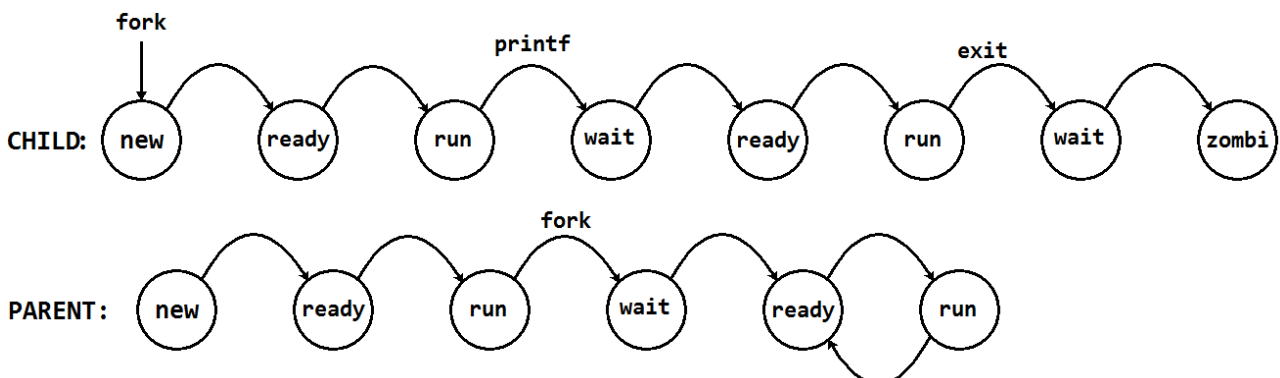 fork
printf
exit
CHILD: new ready run wait ready run wait zombi
fork
PARENT: new ready run wait ready run